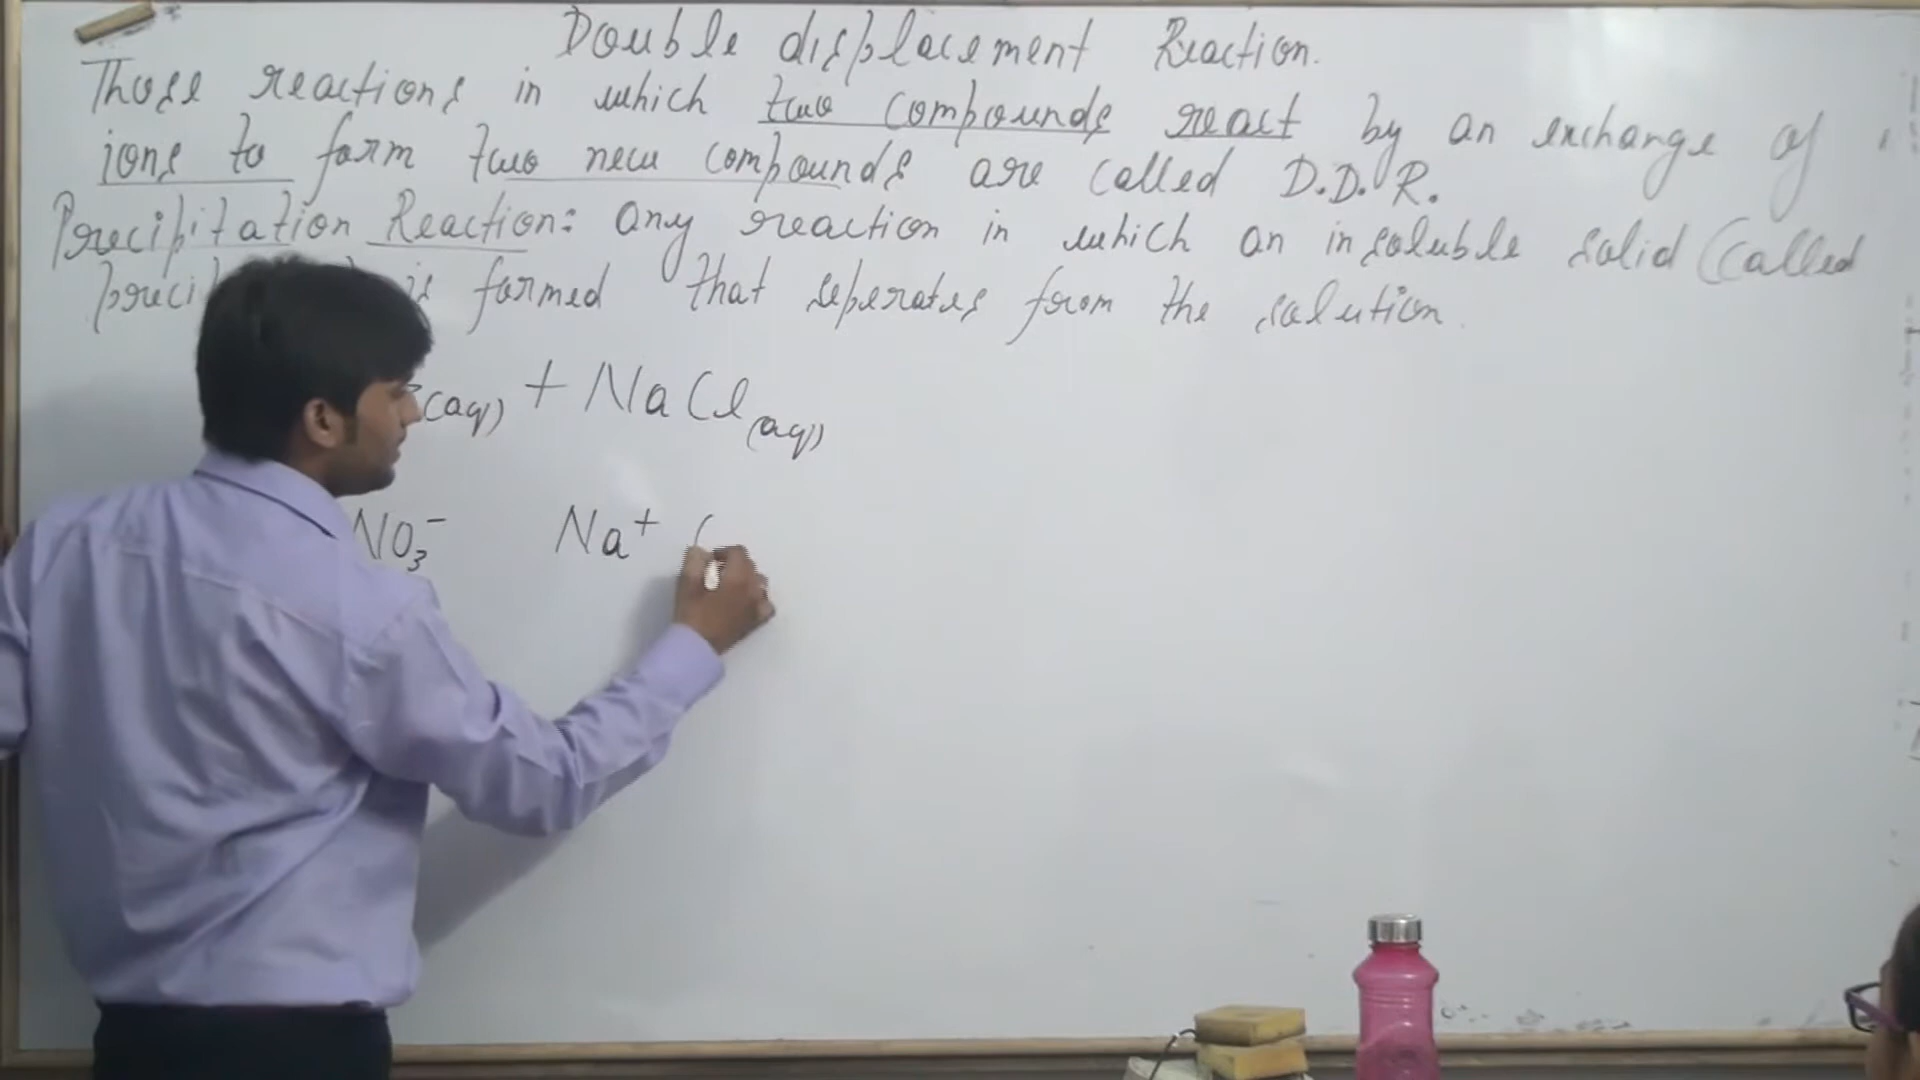 Double displacement Reaction.
Those reactions in which two compounds react by an exchange of
ions to form two new compounds are called D.D.R.
Precipitation Reaction: any reaction in which an insoluble solid (called
is formed that seperates from the solution.
(aq) + NaCl (aq)
NO₃⁻ Na⁺ (